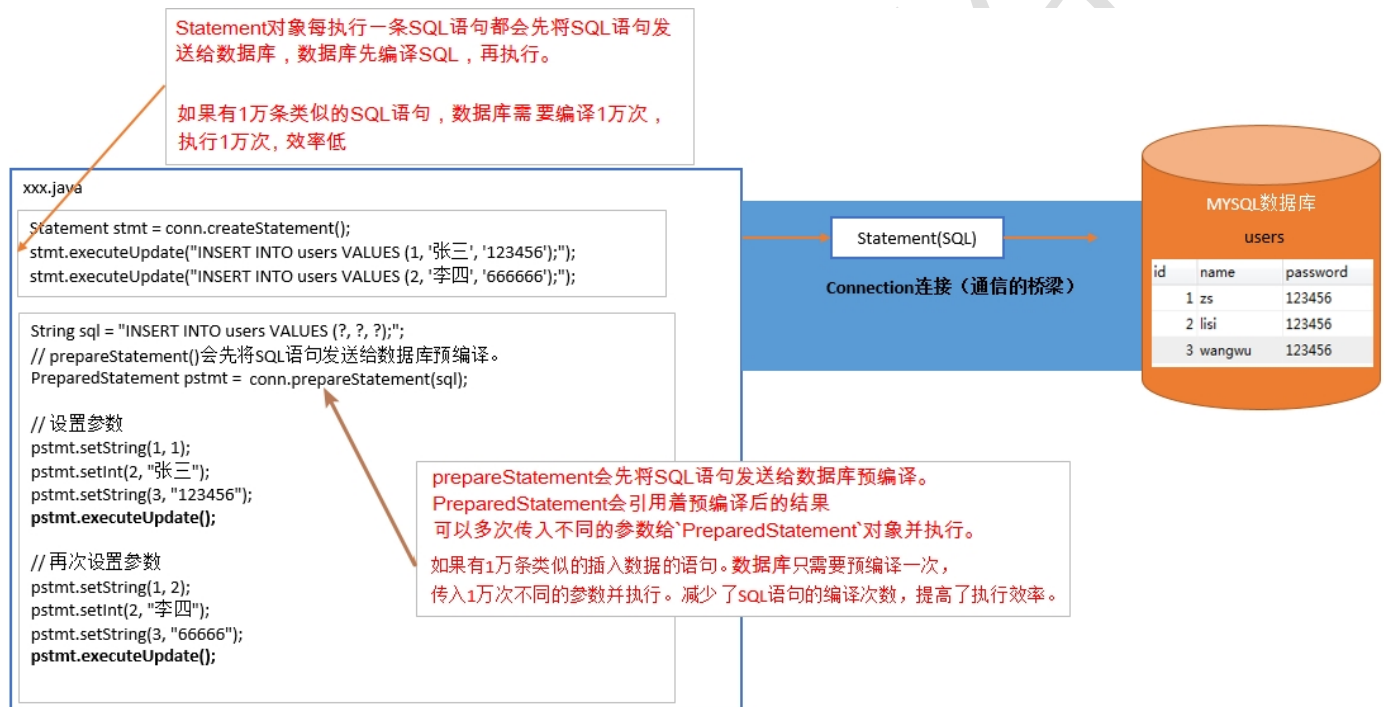 Statement对象每执行一条SQL语句都会先将SQL语句发
送给数据库，数据库先编译SQL，再执行。
如果有1万条类似的SQL语句，数据库需要编译1万次，
执行1万次, 效率低
xxx.java
Statement stmt = conn.createStatement();
stmt.executeUpdate("INSERT INTO users VALUES (1, '张三', '123456');");
stmt.executeUpdate("INSERT INTO users VALUES (2, '李四', '666666');");
String sql = "INSERT INTO users VALUES (?, ?, ?);";
// prepareStatement()会先将SQL语句发送给数据库预编译。
PreparedStatement pstmt = conn.prepareStatement(sql);
// 设置参数
pstmt.setString(1, 1);
pstmt.setInt(2, "张三");
pstmt.setString(3, "123456");
pstmt.executeUpdate();
// 再次设置参数
pstmt.setString(1, 2);
pstmt.setInt(2, "李四");
pstmt.setString(3, "66666");
pstmt.executeUpdate();
prepareStatement会先将SQL语句发送给数据库预编译。
PreparedStatement会引用着预编译后的结果
可以多次传入不同的参数给`PreparedStatement`对象并执行。
如果有1万条类似的插入数据的语句。数据库只需要预编译一次，
传入1万次不同的参数并执行。减少了SQL语句的编译次数，提高了执行效率。
Statement(SQL)
Connection连接（通信的桥梁）
MYSQL数据库
users
id name password
1 zs 123456
2 lisi 123456
3 wangwu 123456